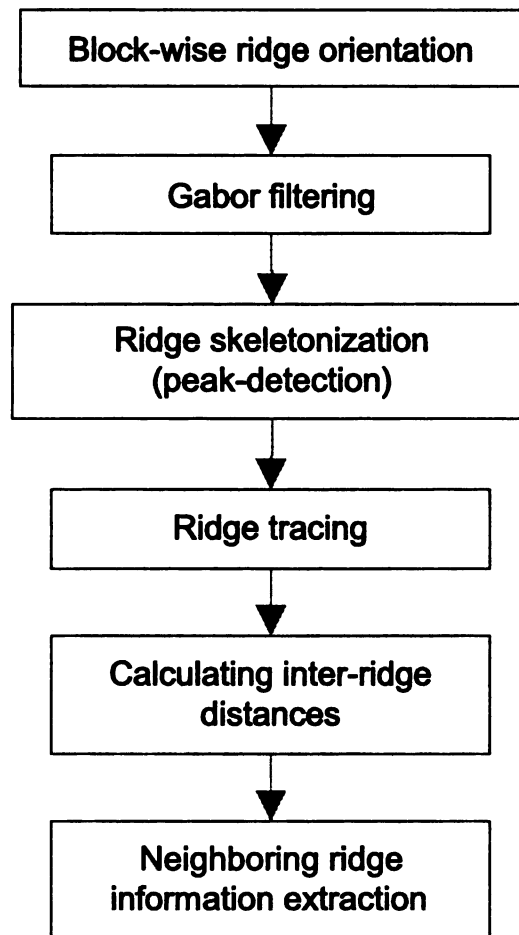 Block-wise ridge orientation
Gabor filtering
Ridge skeletonization
(peak-detection)
Ridge tracing
Calculating inter-ridge
distances
Neighboring ridge
information extraction